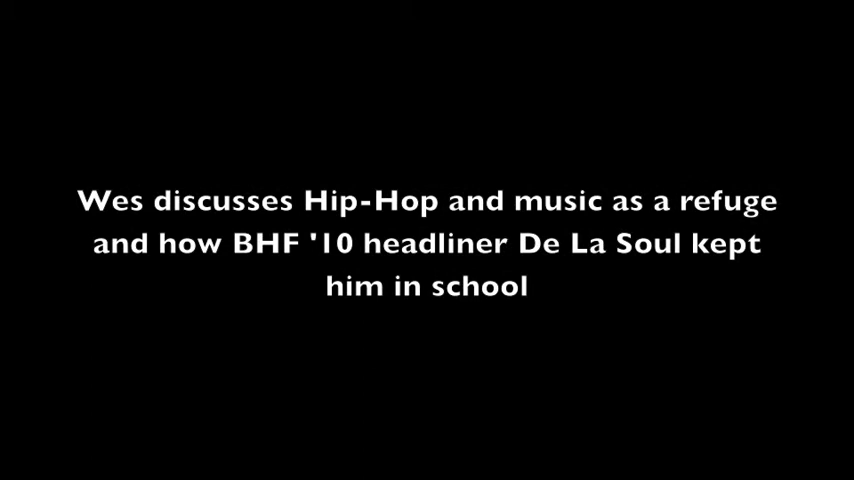 Wes discusses Hip-Hop and music as a refuge
and how BHF '10 headliner De La Soul kept
him in school